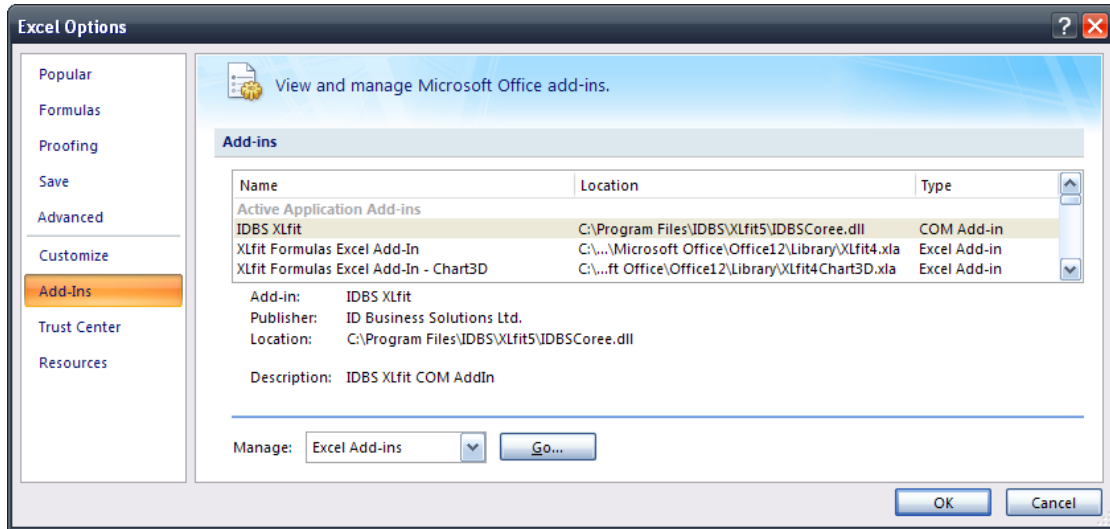 Excel Options
Popular
Formulas
Proofing
Save
Advanced
Customize
Add-Ins
Trust Center
Resources
View and manage Microsoft Office add-ins.
Add-ins
Name Location Type
Active Application Add-ins
IDBS XLfit C:\Program Files\IDBS\XLfit5\IDBSCoree.dll COM Add-in
XLfit Formulas Excel Add-In C:\...\Microsoft Office\Office12\Library\XLfit4.xla Excel Add-in
XLfit Formulas Excel Add-In - Chart3D C:\...ft Office\Office12\Library\XLfit4Chart3D.xla Excel Add-in
Add-in: IDBS XLfit
Publisher: ID Business Solutions Ltd.
Location: C:\Program Files\IDBS\XLfit5\IDBSCoree.dll
Description: IDBS XLfit COM AddIn
Manage: Excel Add-ins Go...
OK Cancel